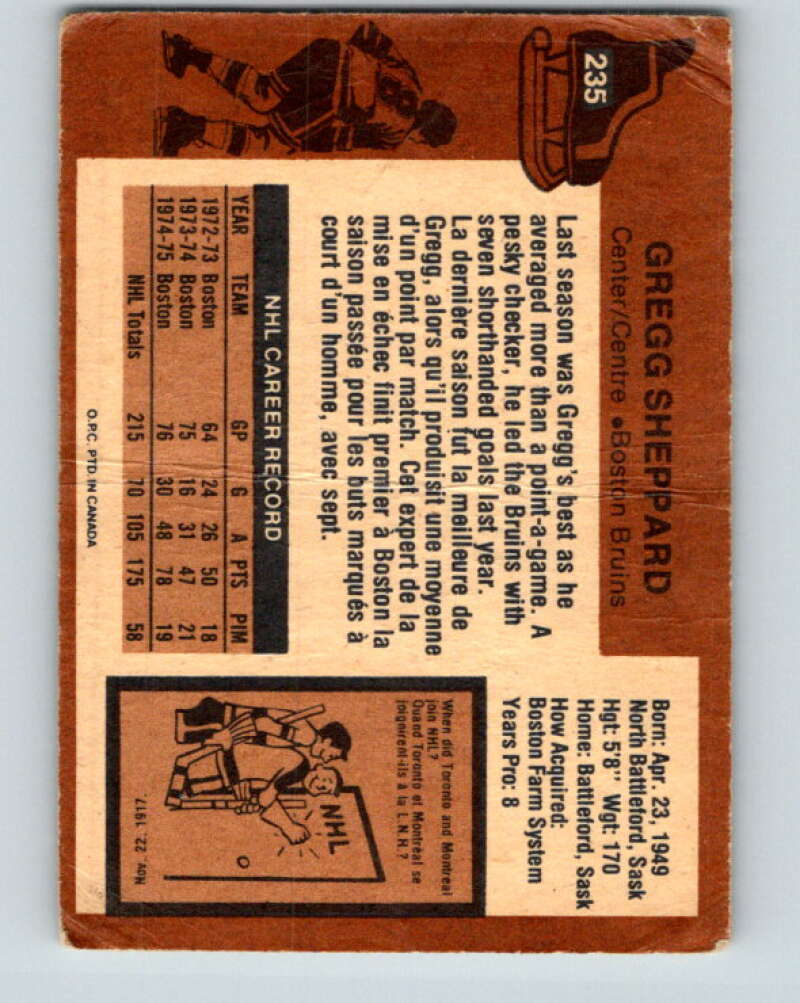 235
GREGG SHEPPARD
Center/Centre • Boston Bruins
Born: Apr. 23, 1949
North Battleford, Sask
Hgt: 5'8" Wgt: 170
Home: Battleford, Sask
How Acquired:
Boston Farm System
Years Pro: 8
Last season was Gregg's best as he
averaged more than a point-a-game. A
pesky checker, he led the Bruins with
seven shorthanded goals last year.
La dernière saison fut la meilleure de
Gregg, alors qu'il produisit une moyenne
d'un point par match. Cet expert de la
mise en échec finit premier à Boston la
saison passée pour les buts marqués à
court d'un homme, avec sept.
NHL CAREER RECORD
YEAR TEAM GP G A PTS PIM
1972-73 Boston 64 24 26 50 18
1973-74 Boston 75 16 31 47 21
1974-75 Boston 76 30 48 78 19
NHL Totals 215 70 105 175 58
O.P.C. PTD. IN CANADA
When did Toronto and Montreal
join NHL?
Quand Toronto et Montréal se
joignirent-ils à la L.N.H.?
NHL
Nov. 22, 1917.
8